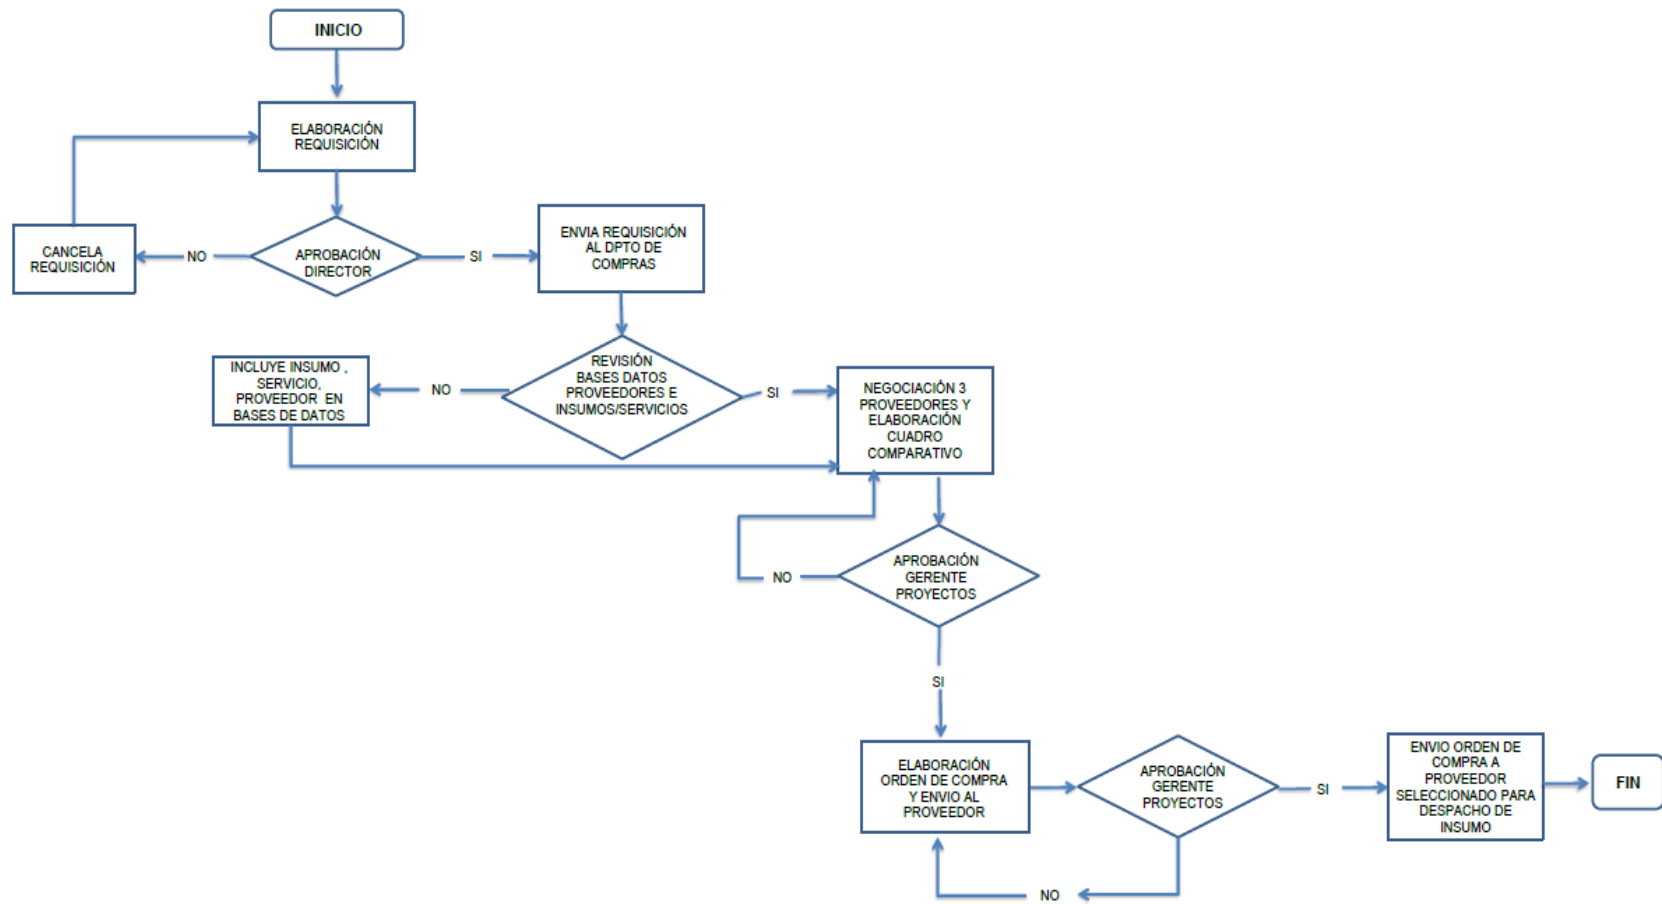 INICIO
ELABORACIÓN
REQUISICIÓN
CANCELA
REQUISICIÓN
NO
APROBACIÓN
DIRECTOR
SI
ENVIA REQUISICIÓN
AL DPTO DE
COMPRAS
INCLUYE INSUMO ,
SERVICIO,
PROVEEDOR EN
BASES DE DATOS
NO
REVISIÓN
BASES DATOS
PROVEEDORES E
INSUMOS/SERVICIOS
SI
NEGOCIACIÓN 3
PROVEEDORES Y
ELABORACIÓN
CUADRO
COMPARATIVO
NO
APROBACIÓN
GERENTE
PROYECTOS
SI
ELABORACIÓN
ORDEN DE COMPRA
Y ENVIO AL
PROVEEDOR
APROBACIÓN
GERENTE
PROYECTOS
SI
ENVIO ORDEN DE
COMPRA A
PROVEEDOR
SELECCIONADO PARA
DESPACHO DE
INSUMO
FIN
NO